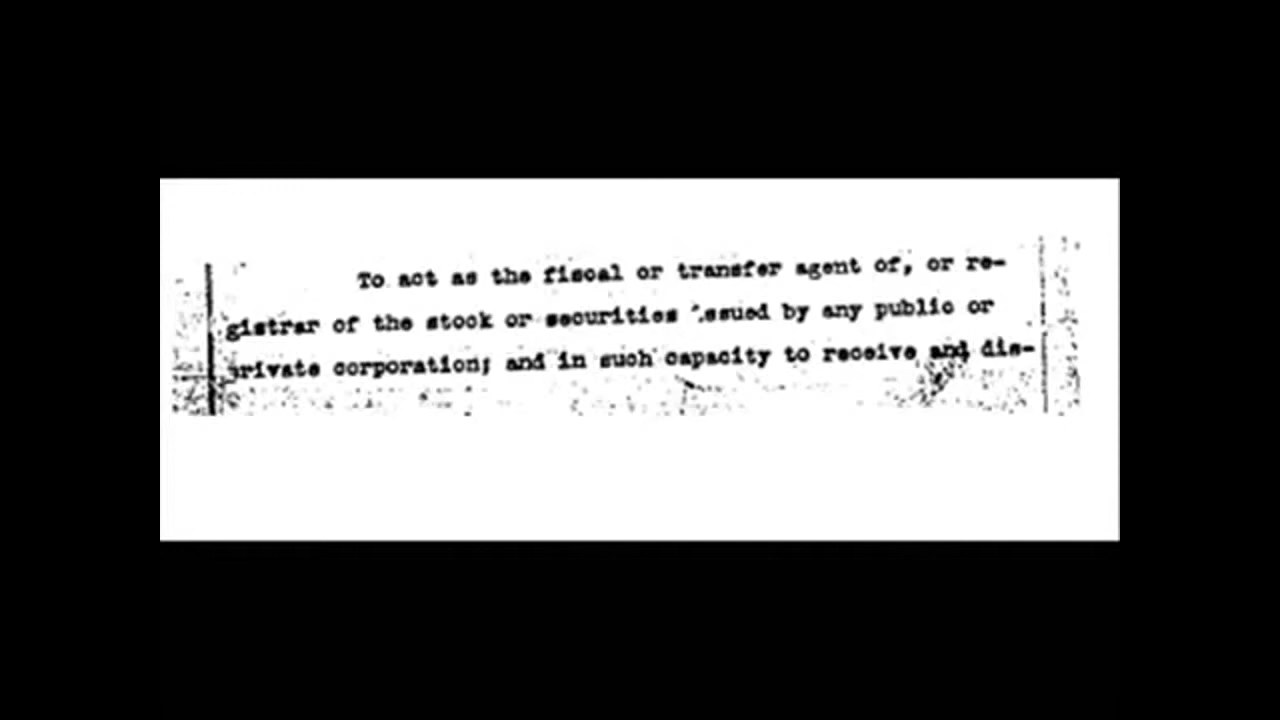 To act as the fiscal or transfer agent of, or re-
gistrar of the stock or securities issued by any public or
private corporation; and in such capacity to receive and dis-